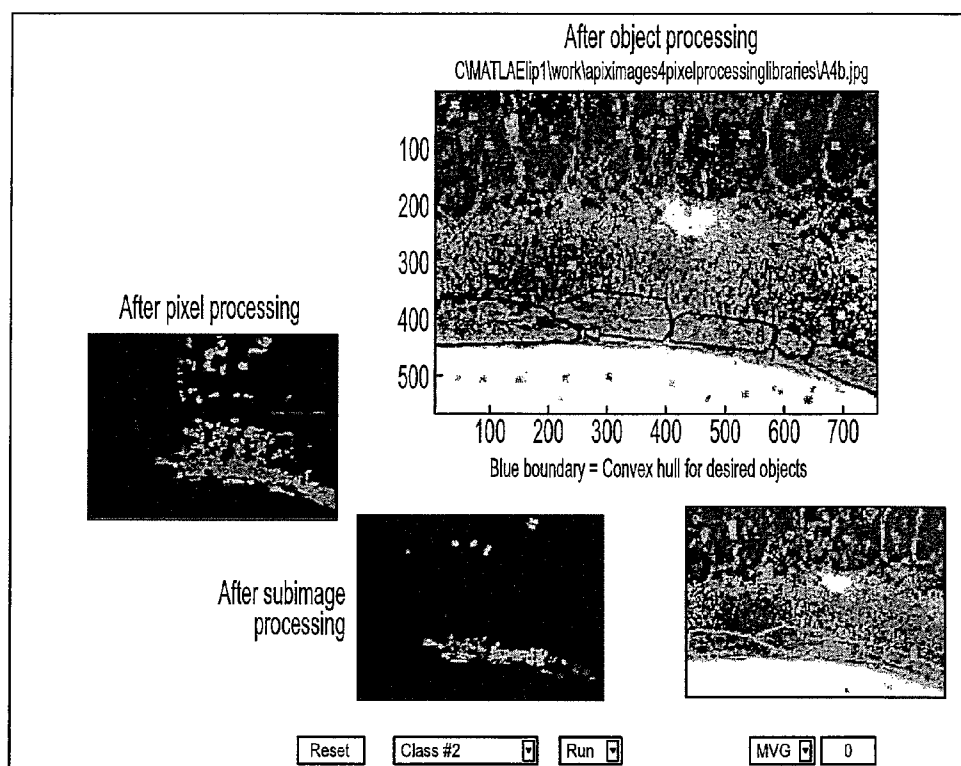 After object processing
C\MATLAElip1\work\apiximages4pixelprocessinglibraries\A4b.jpg
100
200
300
400
500
100 200 300 400 500 600 700
Blue boundary = Convex hull for desired objects
After pixel processing
After subimage
processing
Reset Class #2 Run MVG 0